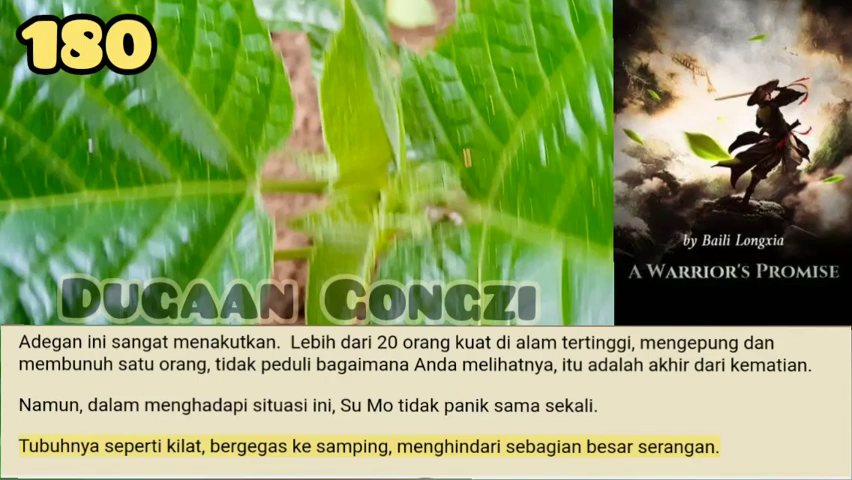 180
by Baili Longxia
A WARRIOR'S PROMISE
DUGAAN GONGZI
Adegan ini sangat menakutkan. Lebih dari 20 orang kuat di alam tertinggi, mengepung dan
membunuh satu orang, tidak peduli bagaimana Anda melihatnya, itu adalah akhir dari kematian.
Namun, dalam menghadapi situasi ini, Su Mo tidak panik sama sekali.
Tubuhnya seperti kilat, bergegas ke samping, menghindari sebagian besar serangan.